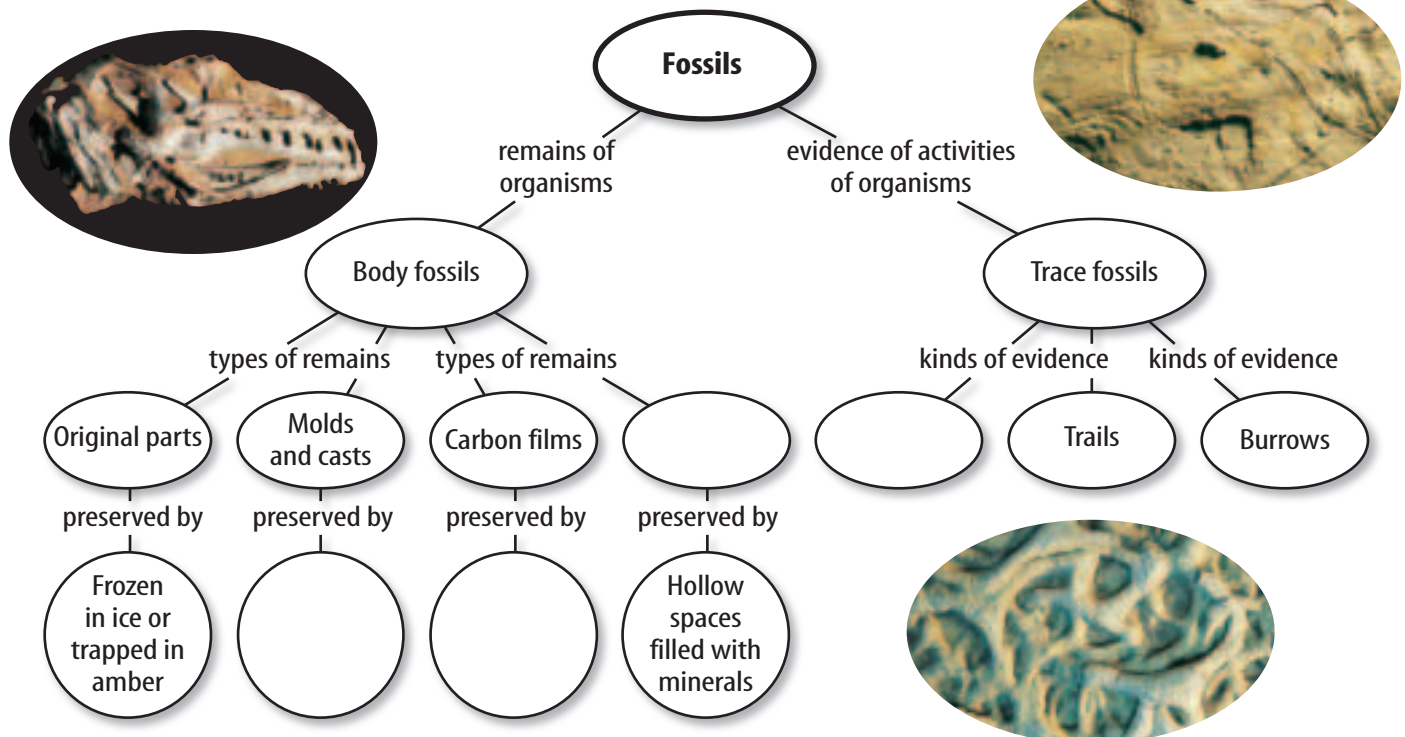 Fossils
remains of
organisms
evidence of activities
of organisms
Body fossils
Trace fossils
types of remains
types of remains
kinds of evidence
kinds of evidence
Original parts
Molds
and casts
Carbon films
Trails
Burrows
preserved by
preserved by
preserved by
preserved by
Frozen
in ice or
trapped in
amber
Hollow
spaces
filled with
minerals